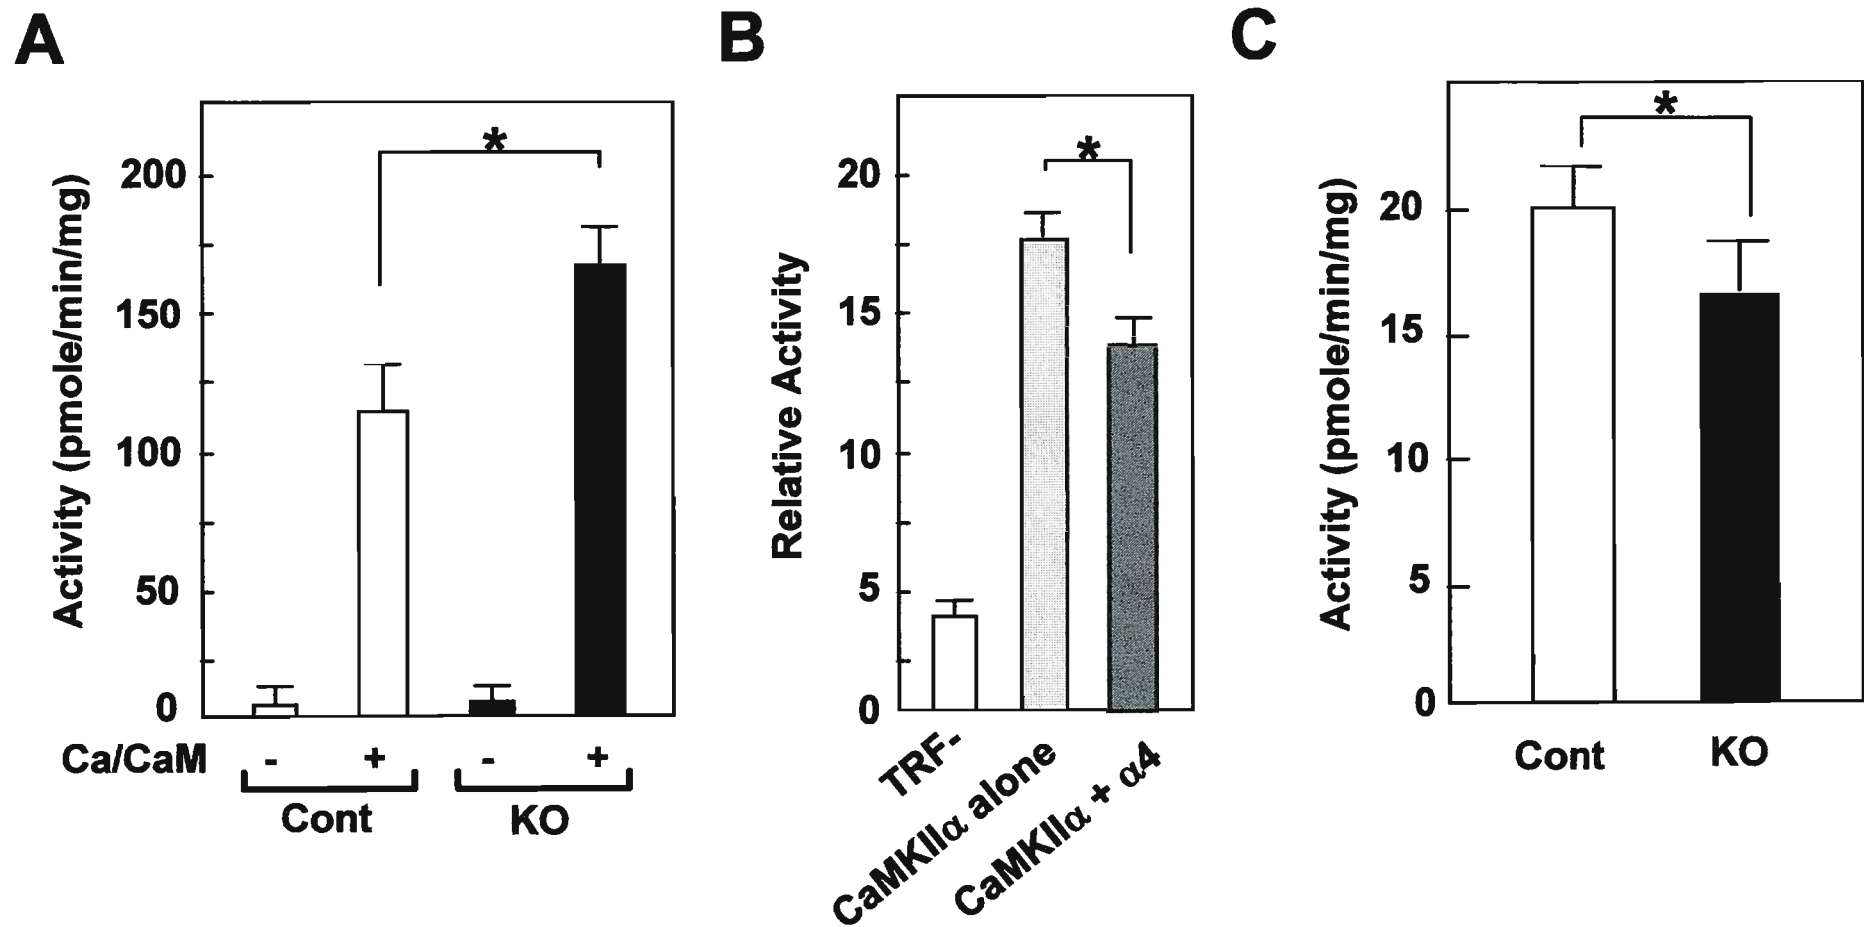 A
Activity (pmole/min/mg)
200
150
100
50
0
*
Ca/CaM - + - +
Cont KO
B
Relative Activity
20
15
10
5
0
*
TRF-
CaMKIIα alone
CaMKIIα + α4
C
Activity (pmole/min/mg)
20
15
10
5
0
*
Cont KO